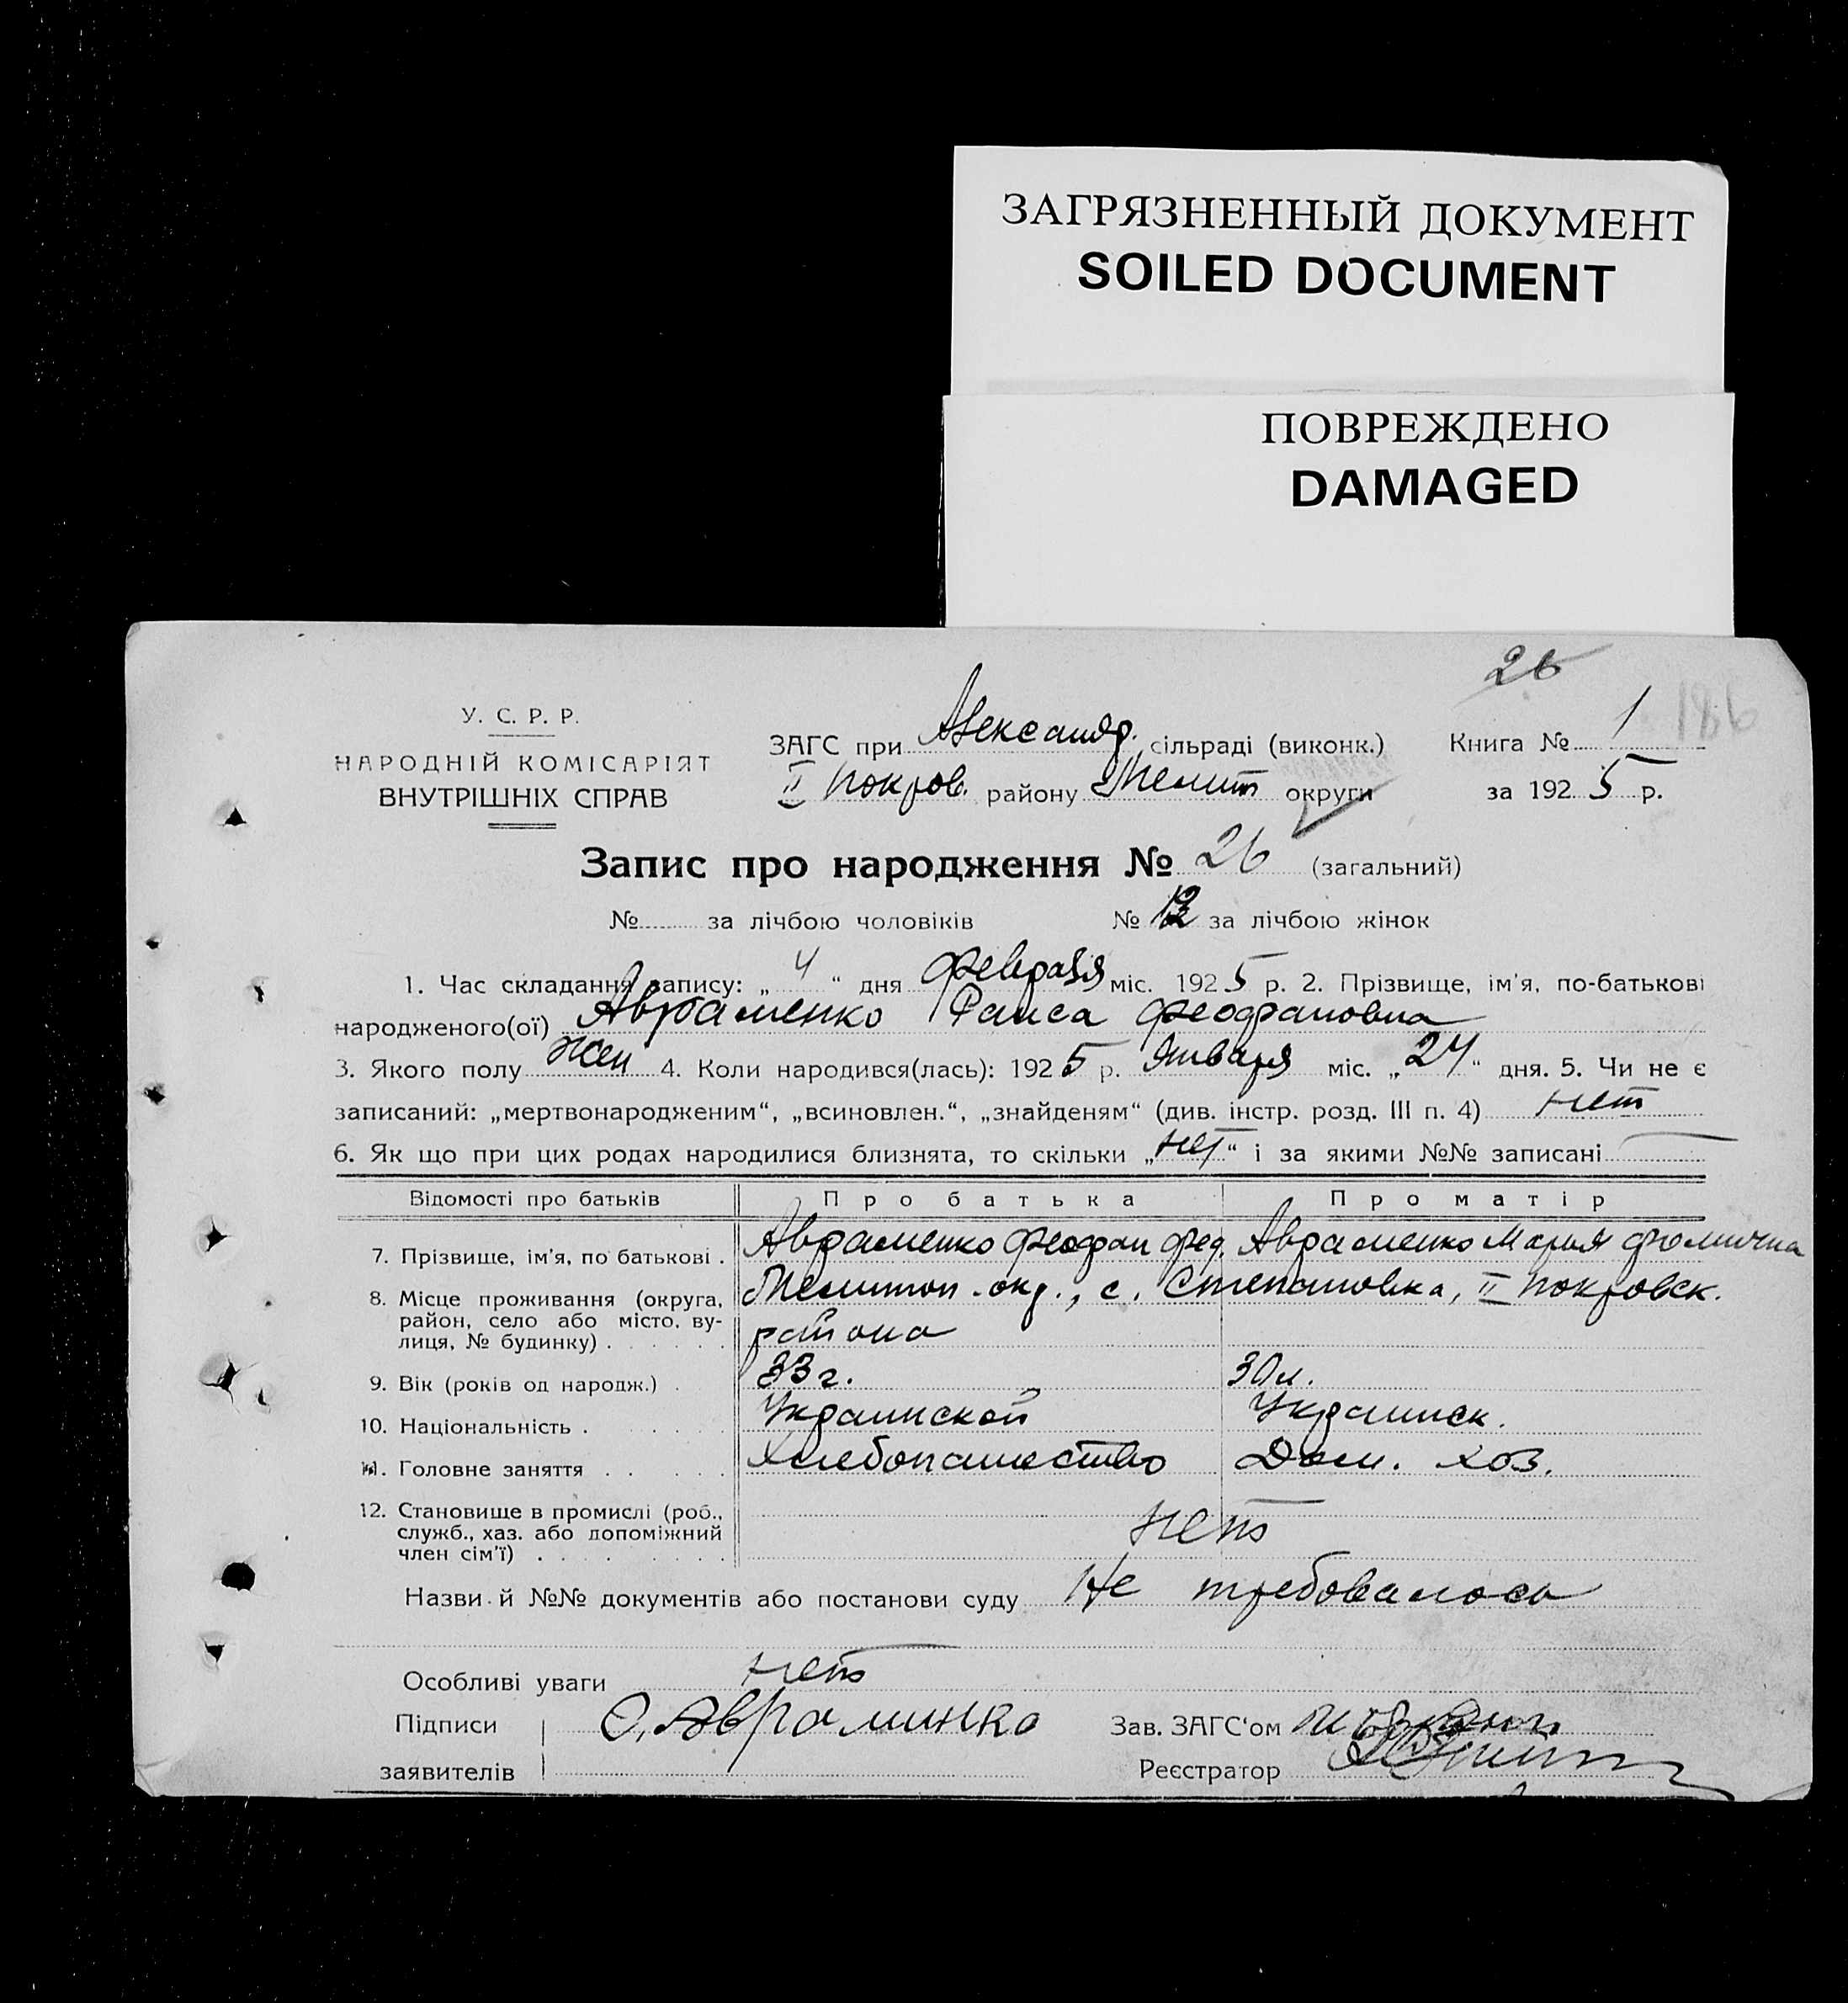 ЗАГРЯЗНЕННЫЙ ДОКУМЕНТ
SOILED DOCUMENT
ПОВРЕЖДЕНО
DAMAGED
26
186
У. С. Р. Р.
НАРОДНІЙ КОМІСАРІЯТ
ВНУТРІШНІХ СПРАВ
ЗАГС при Александр. сільраді (виконк.)
II Покров. району Мелит округи
Книга № 1
за 1925 р.
Запис про народження № 26 (загальний)
№ за лічбою чоловіків № за лічбою жінок
1. Час складання запису: „4“ дня февраля міс. 1925 р. 2. Прізвище, ім'я, по-батькові
народженого(ої) Авраменко Раиса Феофановна
3. Якого полу жен 4. Коли народився(лась): 1925 р. Января міс. „24“ дня. 5. Чи не є
записаний: „мертвонародженим“, „всиновлен.“, „знайденям“ (див. інстр. розд. III п. 4) нет
6. Як що при цих родах народилися близнята, то скільки „нет“ і за якими №№ записані
Відомості про батьків Про батька Про матір
7. Прізвище, ім'я, по батькові . Авраменко Феофан Фед. Авраменко Марья Фомична
8. Місце проживання (округа, Мелитоп. окр., с. Степановка, II Покровск.
район, село або місто, ву-
лиця, № будинку) . района
9. Вік (років од народж.) . 33 г. 30 л.
10. Національність . Украинской Украинск.
11. Головне заняття . Хлебопашество Дом. хоз.
12. Становище в промислі (роб.,
служб., хаз. або допоміжний нет
член сім'ї) .
Назви й №№ документів або постанови суду Не требовалось
Особливі уваги нет
Підписи О. Авраминко Зав. ЗАГС'ом
заявителів Реєстратор